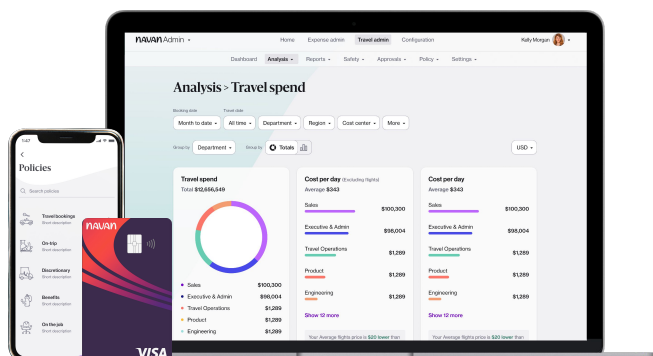 NAVAN Admin
Home Expense admin Travel admin Configuration
Kelly Morgan
Dashboard Analysis Reports Safety Approvals Policy Settings
Analysis > Travel spend
Booking date Travel date
Month to date All time Department Region Cost center More
Group by Department Group by Totals
USD
Travel spend
Total $12,656,549
Sales $100,300
Executive & Admin $98,004
Travel Operations $1,289
Product $1,289
Engineering $1,289
Cost per day (Excluding flights)
Average $343
Sales $100,300
Executive & Admin $98,004
Travel Operations $1,289
Product $1,289
Engineering $1,289
Show 12 more
Your Average flights price is $20 lower than
Cost per day
Average $343
Sales $100,300
Executive & Admin $98,004
Travel Operations $1,289
Product $1,289
Engineering $1,289
Show 12 more
Your Average flights price is $20 lower than
1:47
Policies
Search policies
Travel bookings
Short description
On-trip
Short description
Discretionary
Short description
Benefits
Short description
On the job
Short description
NAVAN
VISA